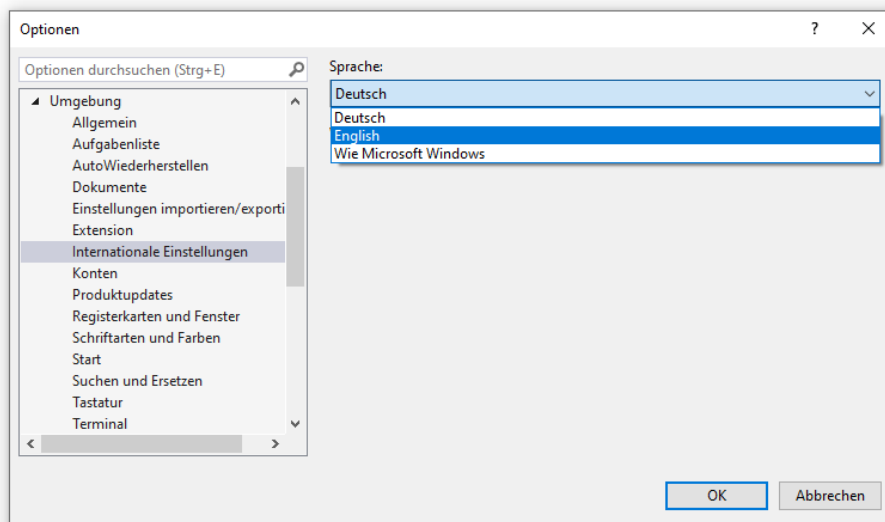 Optionen
?
Optionen durchsuchen (Strg+E)
Umgebung
Allgemein
Aufgabenliste
AutoWiederherstellen
Dokumente
Einstellungen importieren/exporti
Extension
Internationale Einstellungen
Konten
Produktupdates
Registerkarten und Fenster
Schriftarten und Farben
Start
Suchen und Ersetzen
Tastatur
Terminal
Sprache:
Deutsch
Deutsch
English
Wie Microsoft Windows
OK
Abbrechen